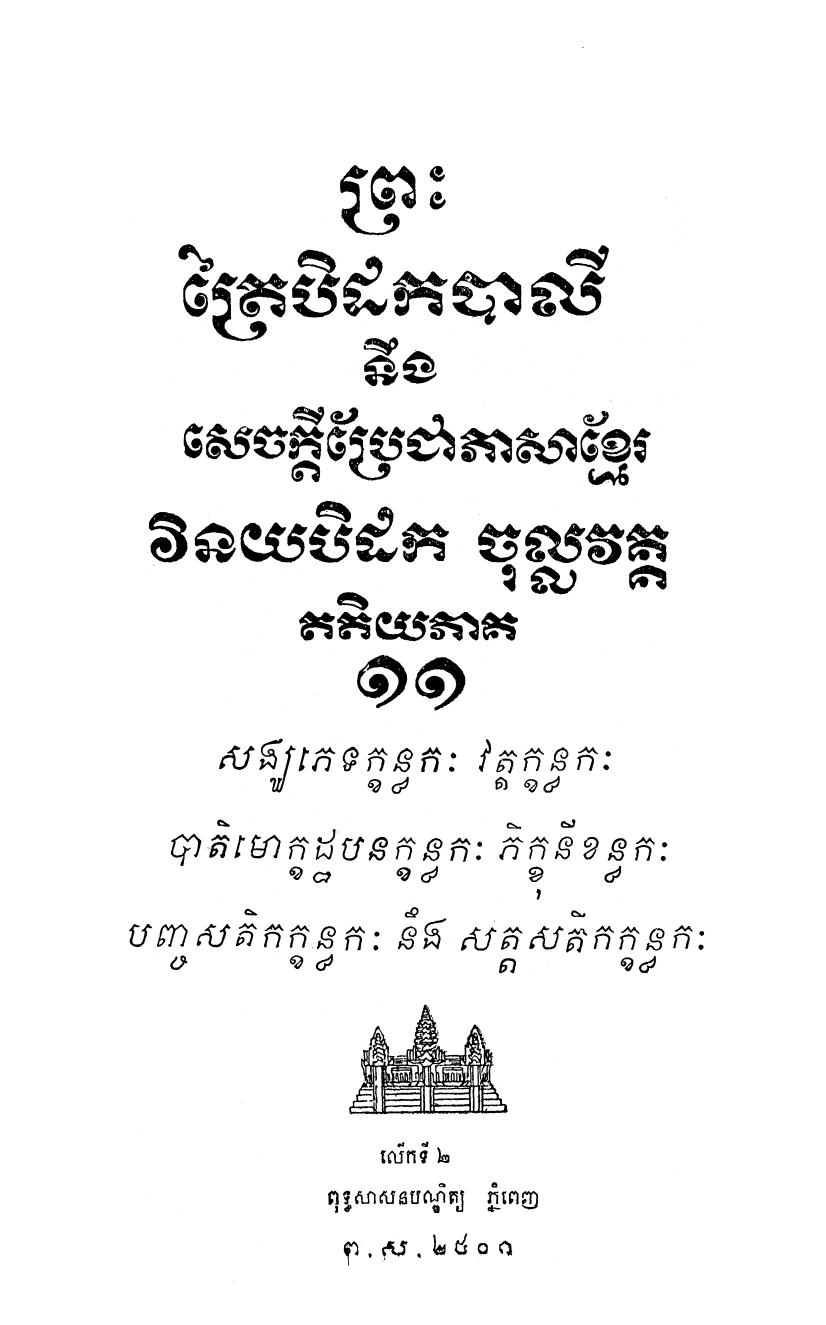 ព្រះ
ត្រៃបិដកបាលី
នឹង
សេចក្តីប្រែជាភាសាខ្មែរ
វិនយបិដក ចុល្លវគ្គ
តតិយភាគ
១១
សង្ឃភេទក្ខន្ធកៈ វត្តក្ខន្ធកៈ
បាតិមោក្ខដ្ឋបនក្ខន្ធកៈ ភិក្ខុនីខន្ធកៈ
បញ្ចសតិកក្ខន្ធកៈ នឹង សត្តសតិកក្ខន្ធកៈ
លើកទី ២
ពុទ្ធសាសនបណ្ឌិត្យ ភ្នំពេញ
ព.ស.២៥០១